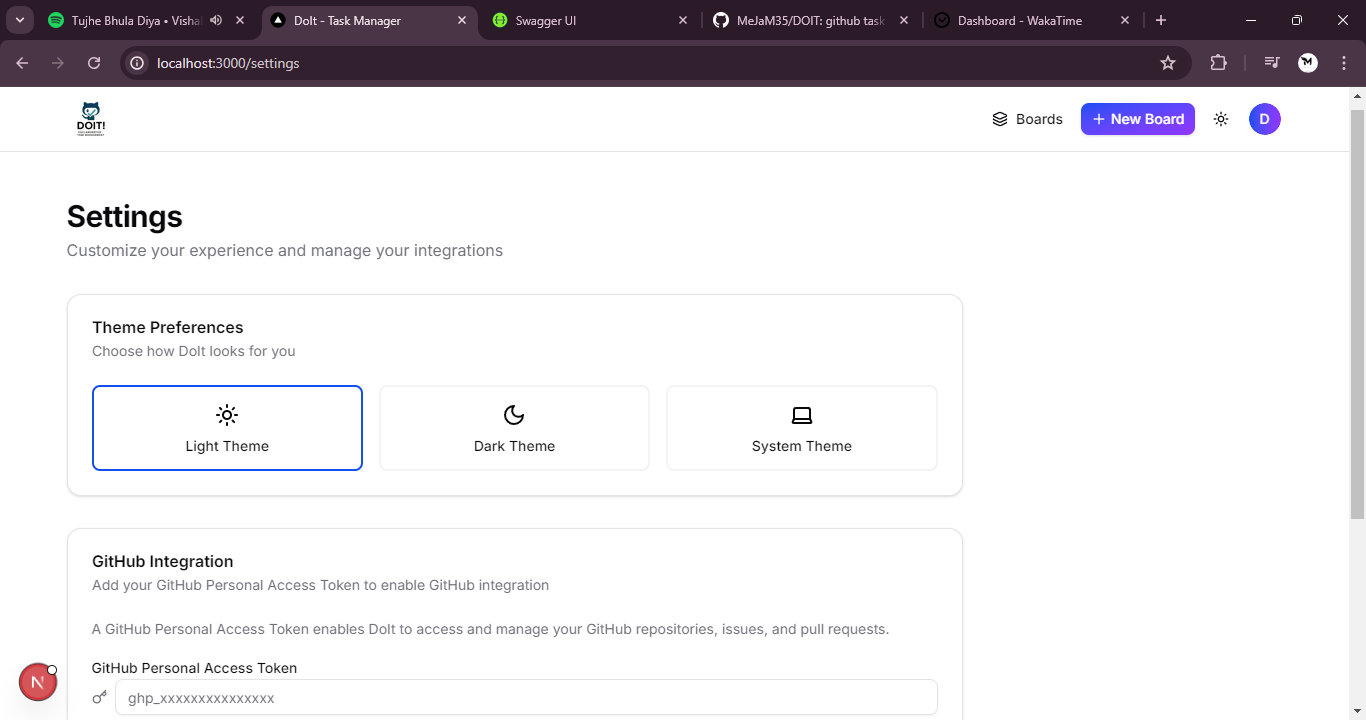 Tujhe Bhula Diya • Visha
DoIt - Task Manager
Swagger UI
MeJaM35/DOIT: github task
Dashboard - WakaTime
localhost:3000/settings
DOIT!
Boards
+ New Board
D
Settings
Customize your experience and manage your integrations
Theme Preferences
Choose how DoIt looks for you
Light Theme
Dark Theme
System Theme
GitHub Integration
Add your GitHub Personal Access Token to enable GitHub integration
A GitHub Personal Access Token enables DoIt to access and manage your GitHub repositories, issues, and pull requests.
GitHub Personal Access Token
ghp_xxxxxxxxxxxxxxx
N